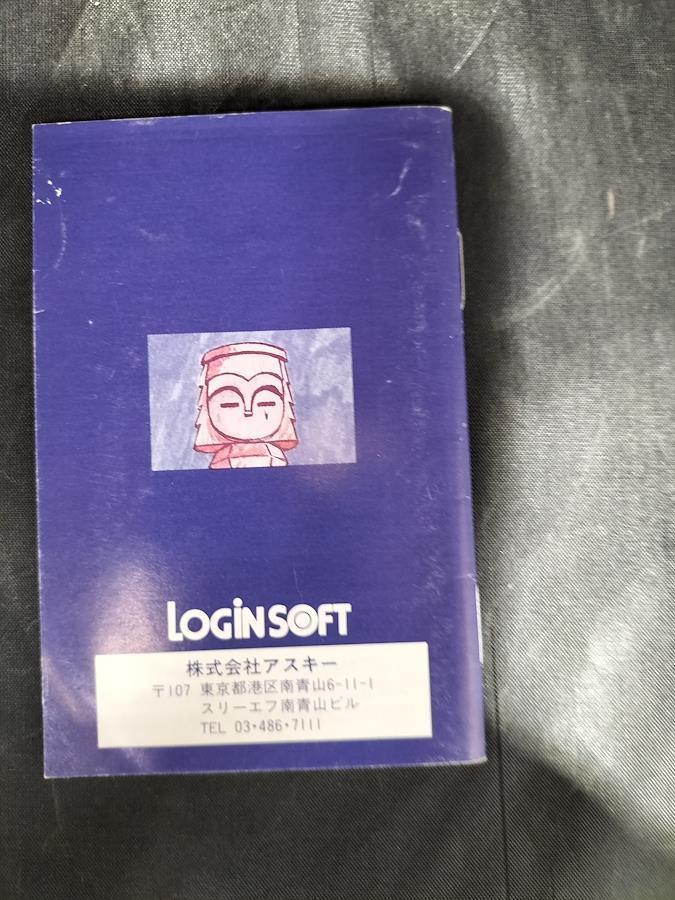 LOGiN SOFT
株式会社アスキー
〒107 東京都港区南青山6-11-1
スリーエフ南青山ビル
TEL 03・486・7111